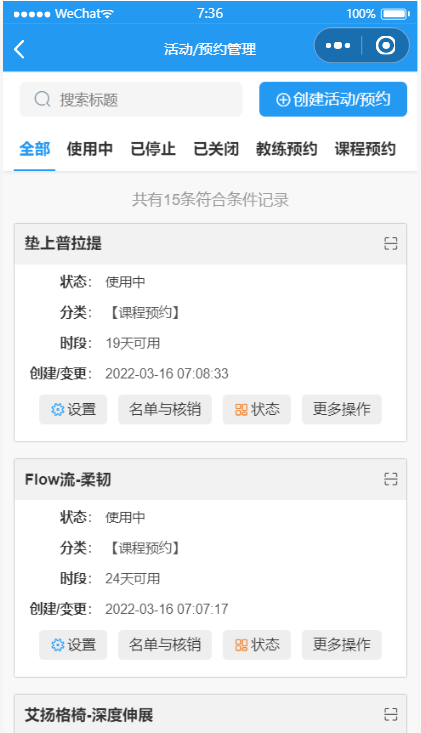 WeChat 7:36 100%
活动/预约管理
搜索标题 创建活动/预约
全部 使用中 已停止 已关闭 教练预约 课程预约
共有15条符合条件记录
垫上普拉提
状态: 使用中
分类: 【课程预约】
时段: 19天可用
创建/变更: 2022-03-16 07:08:33
设置 名单与核销 状态 更多操作
Flow流-柔韧
状态: 使用中
分类: 【课程预约】
时段: 24天可用
创建/变更: 2022-03-16 07:07:17
设置 名单与核销 状态 更多操作
艾扬格椅-深度伸展